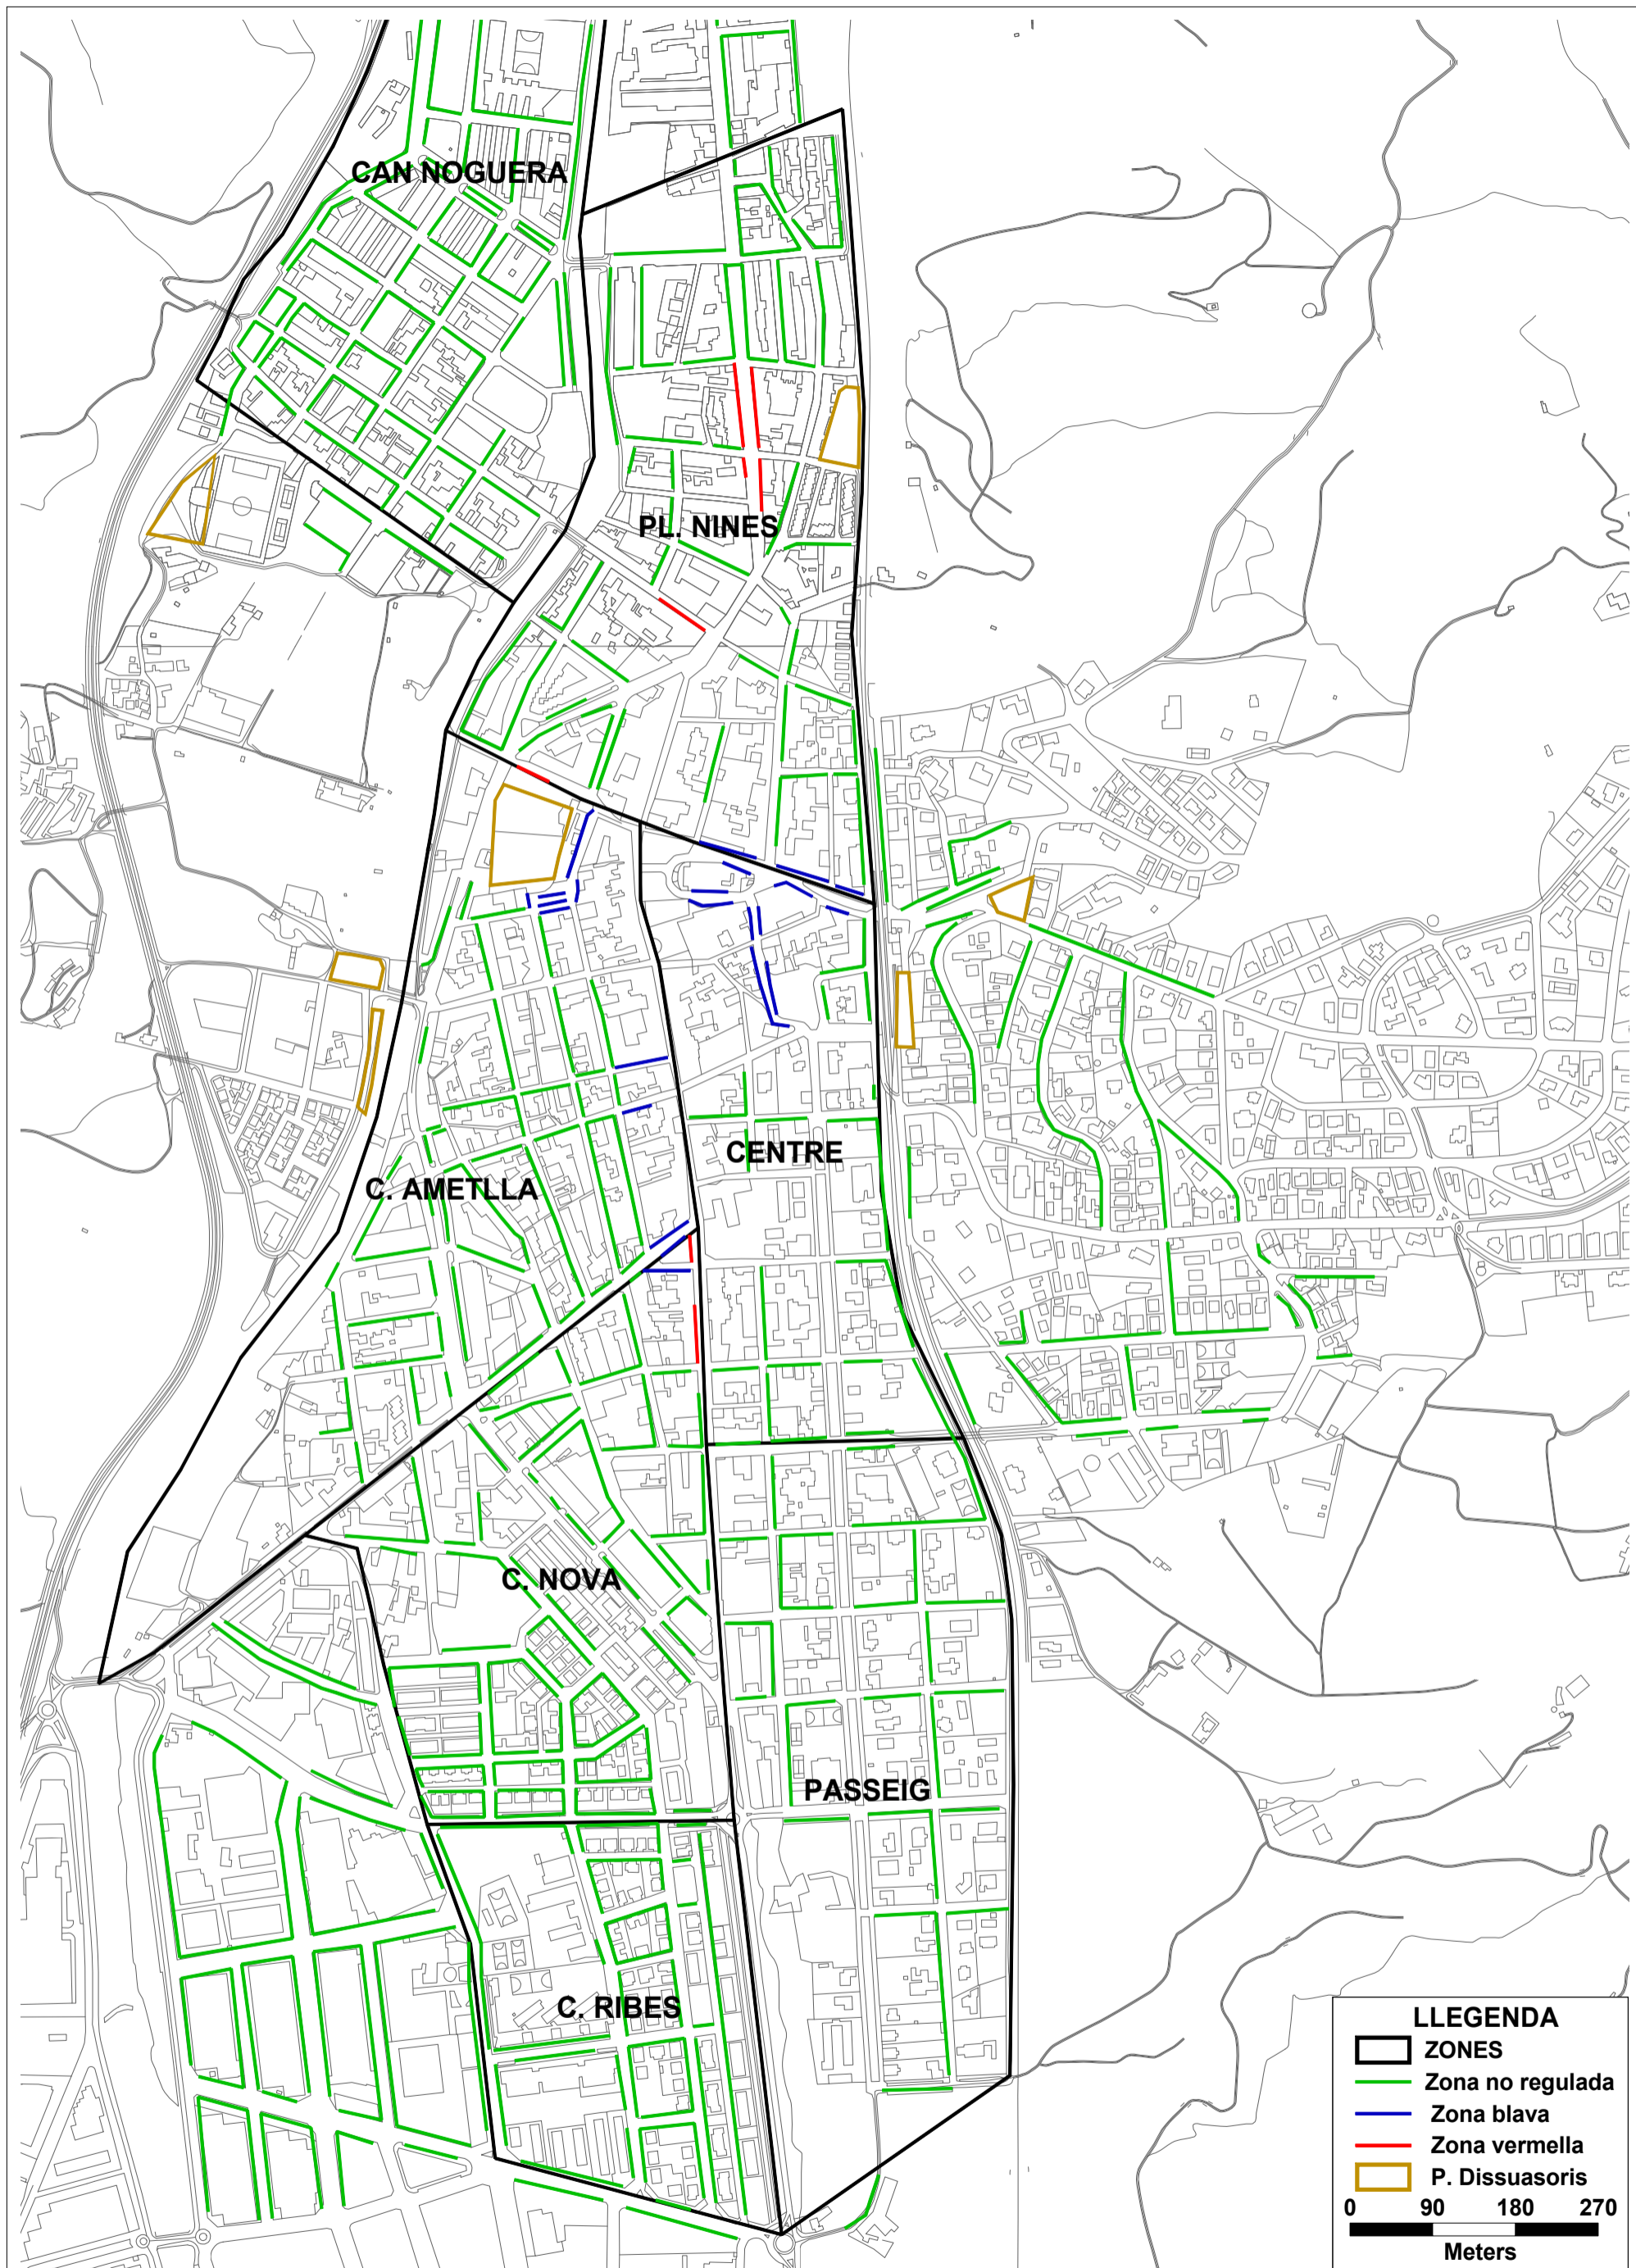 CAN NOGUERA
PL. NINES
CENTRE
C. AMETLLA
C. NOVA
PASSEIG
C. RIBES
LLEGENDA
ZONES
Zona no regulada
Zona blava
Zona vermella
P. Dissuasoris
0 90 180 270
Meters